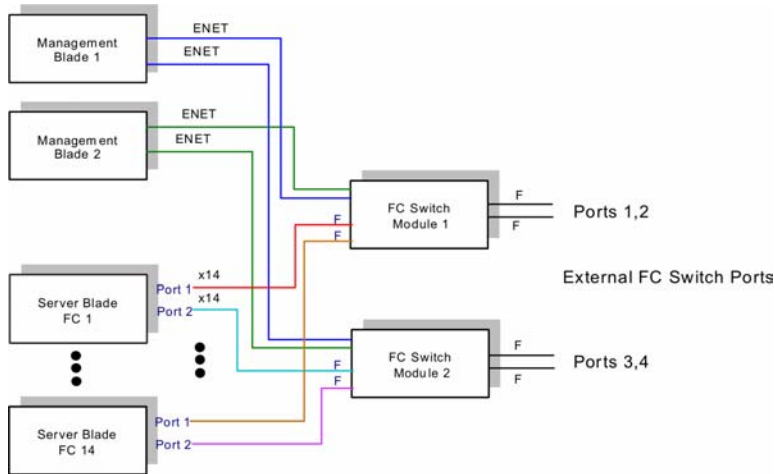 ENET
Management
Blade 1
ENET
ENET
Management
Blade 2
ENET
FC Switch
Module 1
F
F
Ports 1,2
F
F
External FC Switch Ports
x14
Port 1
x14
Port 2
Server Blade
FC 1
FC Switch
Module 2
F
F
Ports 3,4
F
F
Port 1
Port 2
Server Blade
FC 14